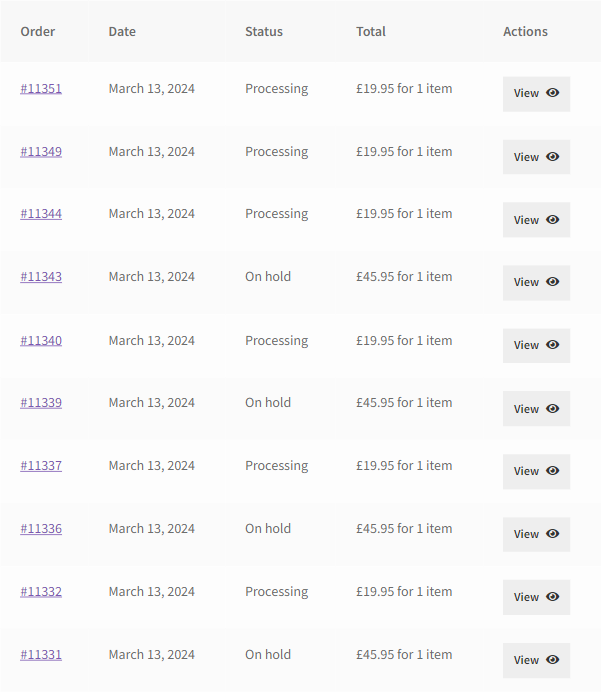 Order Date Status Total Actions
#11351 March 13, 2024 Processing £19.95 for 1 item View
#11349 March 13, 2024 Processing £19.95 for 1 item View
#11344 March 13, 2024 Processing £19.95 for 1 item View
#11343 March 13, 2024 On hold £45.95 for 1 item View
#11340 March 13, 2024 Processing £19.95 for 1 item View
#11339 March 13, 2024 On hold £45.95 for 1 item View
#11337 March 13, 2024 Processing £19.95 for 1 item View
#11336 March 13, 2024 On hold £45.95 for 1 item View
#11332 March 13, 2024 Processing £19.95 for 1 item View
#11331 March 13, 2024 On hold £45.95 for 1 item View